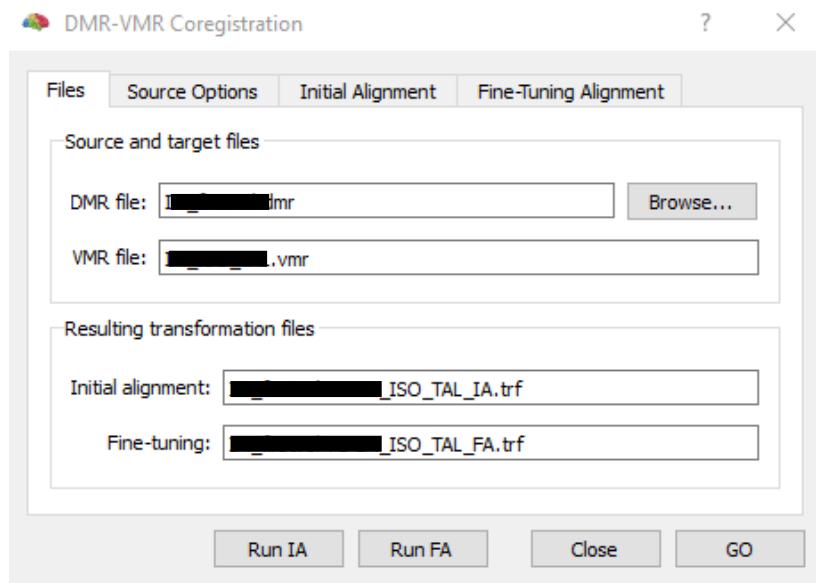 DMR-VMR Coregistration ? ×
Files Source Options Initial Alignment Fine-Tuning Alignment
Source and target files
DMR file: dmr Browse...
VMR file: .vmr
Resulting transformation files
Initial alignment: _ISO_TAL_IA.trf
Fine-tuning: _ISO_TAL_FA.trf
Run IA Run FA Close GO